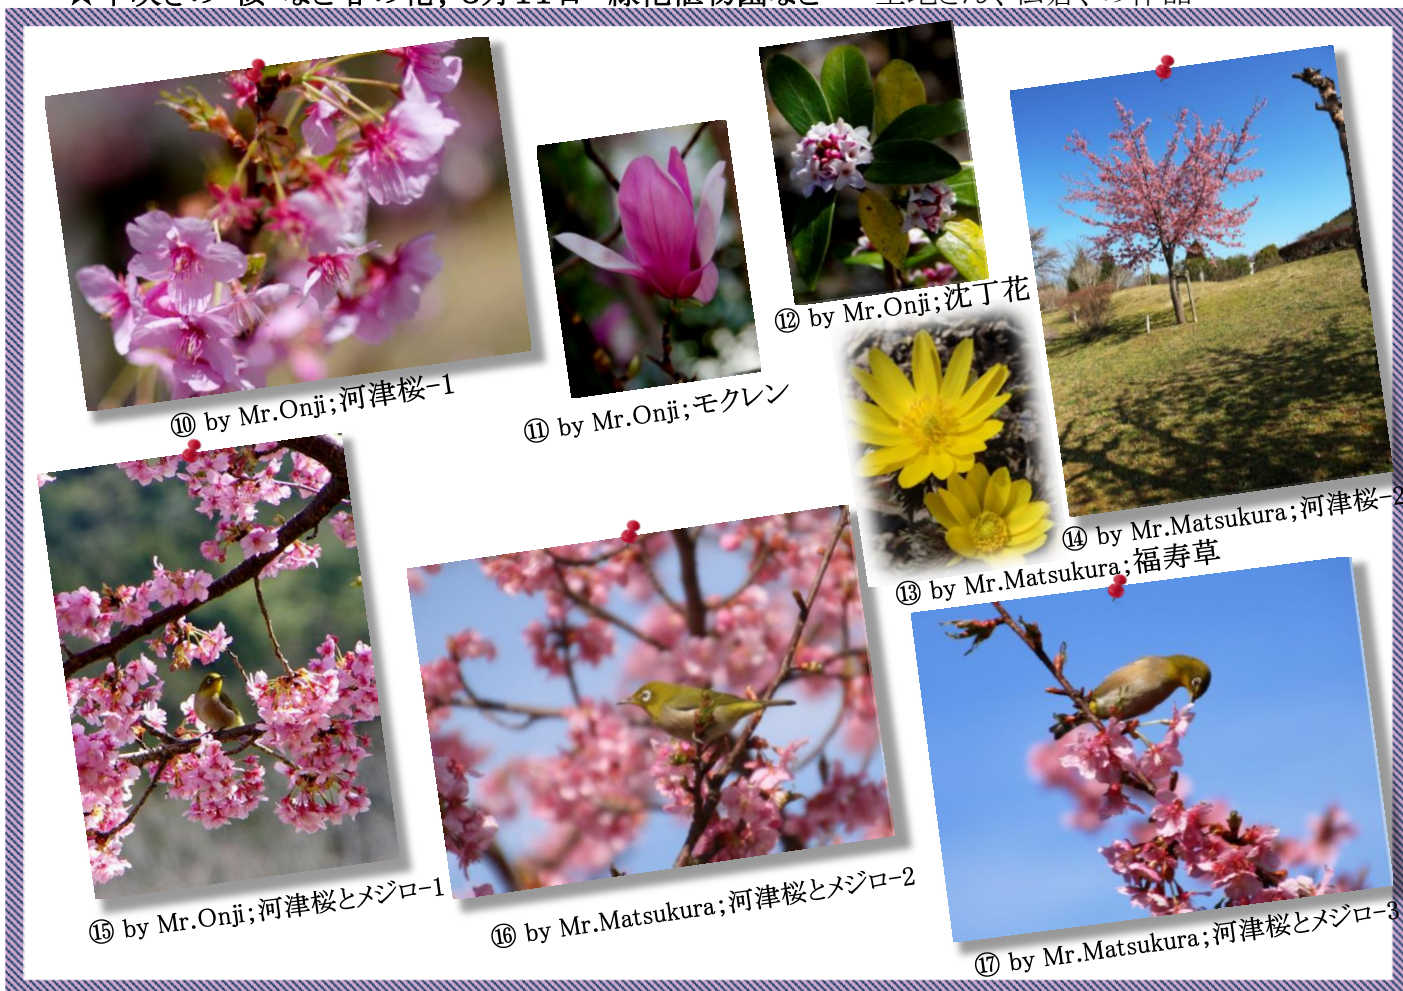 ⑩ by Mr.Onji;河津桜-1
⑪ by Mr.Onji;モクレン
⑫ by Mr.Onji;沈丁花
⑬ by Mr.Matsukura;福寿草
⑭ by Mr.Matsukura;河津桜-2
⑮ by Mr.Onji;河津桜とメジロ-1
⑯ by Mr.Matsukura;河津桜とメジロ-2
⑰ by Mr.Matsukura;河津桜とメジロ-3